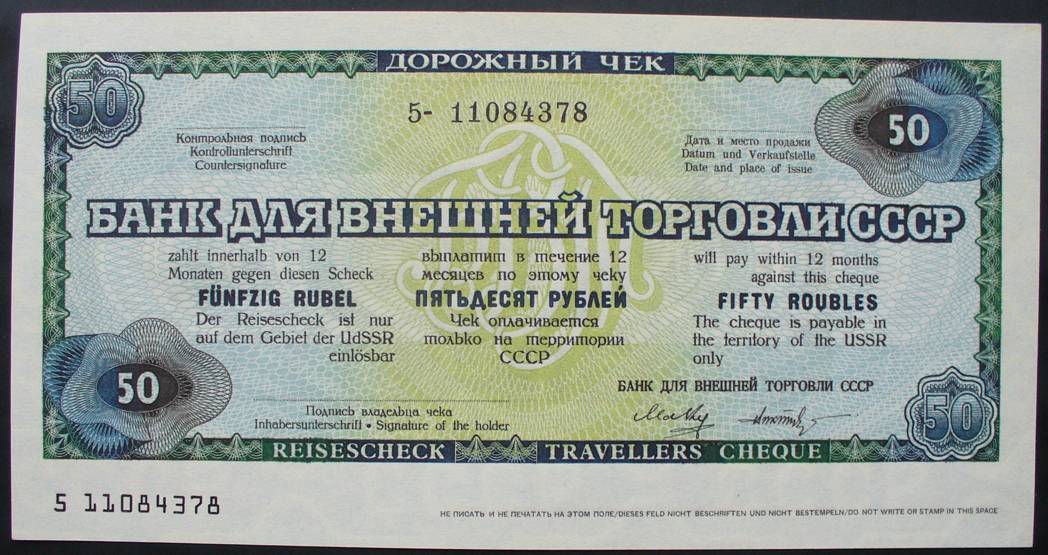 ДОРОЖНЫЙ ЧЕК
50
5- 11084378
50
Контрольная подпись
Kontrollunterschrift
Countersignature
Дата и место продажи
Datum und Verkaufstelle
Date and place of issue
БАНК ДЛЯ ВНЕШНЕЙ ТОРГОВЛИ СССР
zahlt innerhalb von 12
Monaten gegen diesen Scheck
FÜNFZIG RUBEL
Der Reisescheck ist nur
auf dem Gebiet der UdSSR
einlösbar
выплатит в течение 12
месяцев по этому чеку
ПЯТЬДЕСЯТ РУБЛЕЙ
Чек оплачивается
только на территории
СССР
will pay within 12 months
against this cheque
FIFTY ROUBLES
The cheque is payable in
the territory of the USSR
only
БАНК ДЛЯ ВНЕШНЕЙ ТОРГОВЛИ СССР
50
Подпись владельца чека
Inhabersunterschrift • Signature of the holder
50
REISESCHECK TRAVELLERS CHEQUE
5 11084378
НЕ ПИСАТЬ И НЕ ПЕЧАТАТЬ НА ЭТОМ ПОЛЕ/DIESES FELD NICHT BESCHRIFTEN UND NICHT BESTEMPELN/DO NOT WRITE OR STAMP IN THIS SPACE